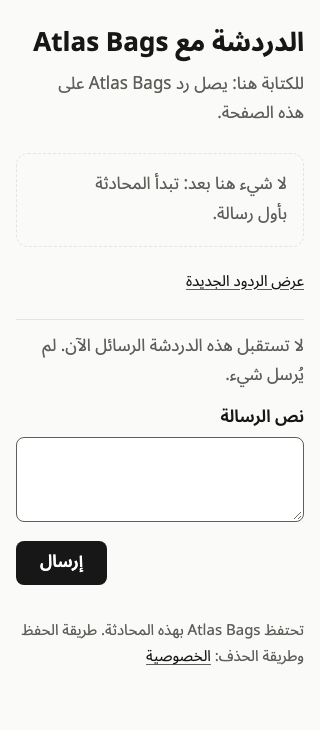 الدردشة مع Atlas Bags
للكتابة هنا: يصل رد Atlas Bags على
هذه الصفحة.
لا شيء هنا بعد: تبدأ المحادثة
بأول رسالة.
عرض الردود الجديدة
لا تستقبل هذه الدردشة الرسائل الآن. لم
يُرسل شيء.
نص الرسالة
إرسال
تحتفظ Atlas Bags بهذه المحادثة. طريقة الحفظ
وطريقة الحذف: الخصوصية